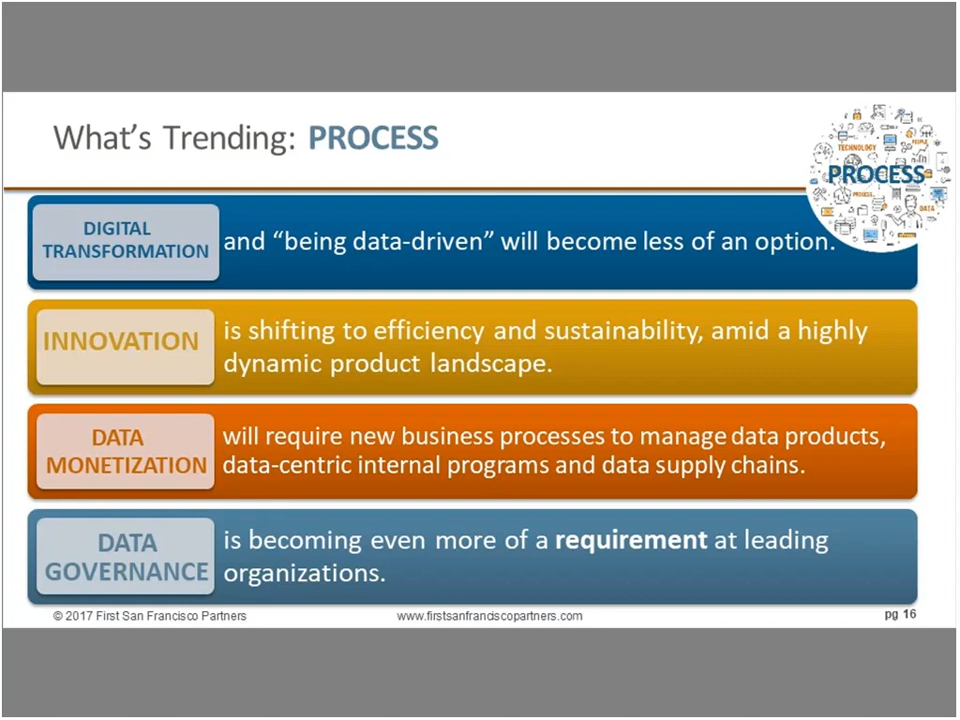 What's Trending: PROCESS
TECHNOLOGY
PEOPLE
PROCESS
PROCESS
DATA
DIGITAL
TRANSFORMATION
and “being data-driven” will become less of an option.
INNOVATION
is shifting to efficiency and sustainability, amid a highly
dynamic product landscape.
DATA
MONETIZATION
will require new business processes to manage data products,
data-centric internal programs and data supply chains.
DATA
GOVERNANCE
is becoming even more of a requirement at leading
organizations.
© 2017 First San Francisco Partners
www.firstsanfranciscopartners.com
pg 16